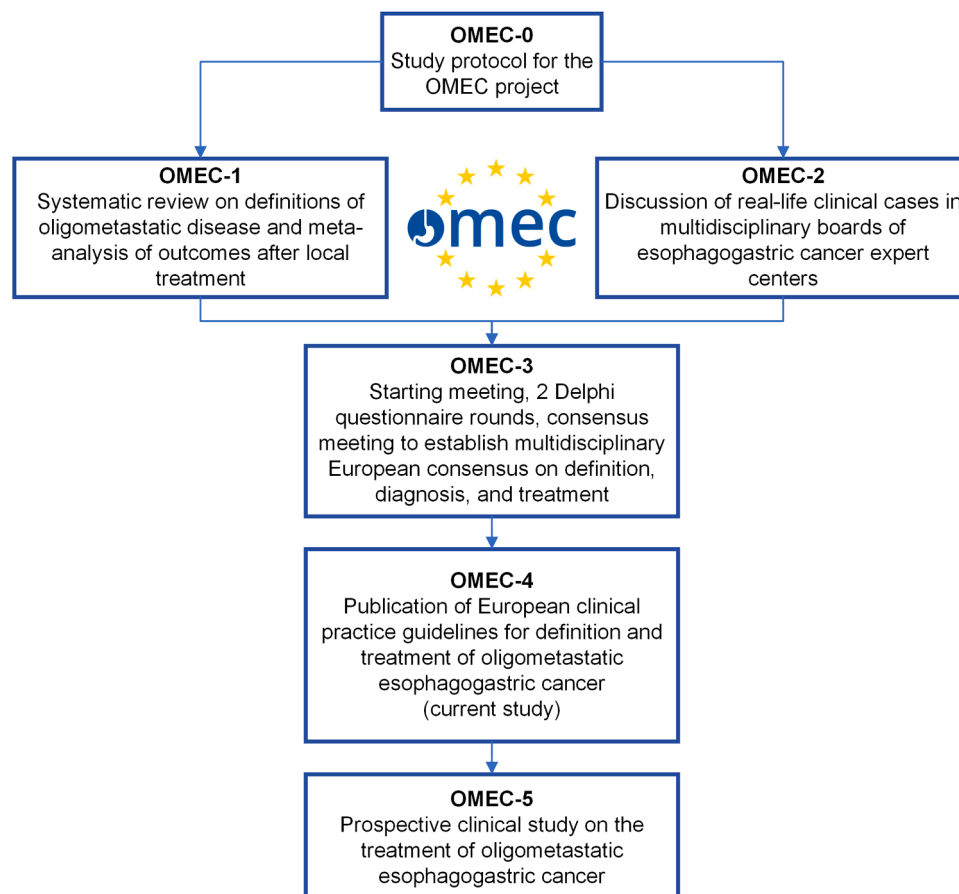 OMEC-0
Study protocol for the
OMEC project
OMEC-1
Systematic review on definitions of
oligometastatic disease and meta-
analysis of outcomes after local
treatment
omec
OMEC-2
Discussion of real-life clinical cases in
multidisciplinary boards of
esophagogastric cancer expert
centers
OMEC-3
Starting meeting, 2 Delphi
questionnaire rounds, consensus
meeting to establish multidisciplinary
European consensus on definition,
diagnosis, and treatment
OMEC-4
Publication of European clinical
practice guidelines for definition and
treatment of oligometastatic
esophagogastric cancer
(current study)
OMEC-5
Prospective clinical study on the
treatment of oligometastatic
esophagogastric cancer